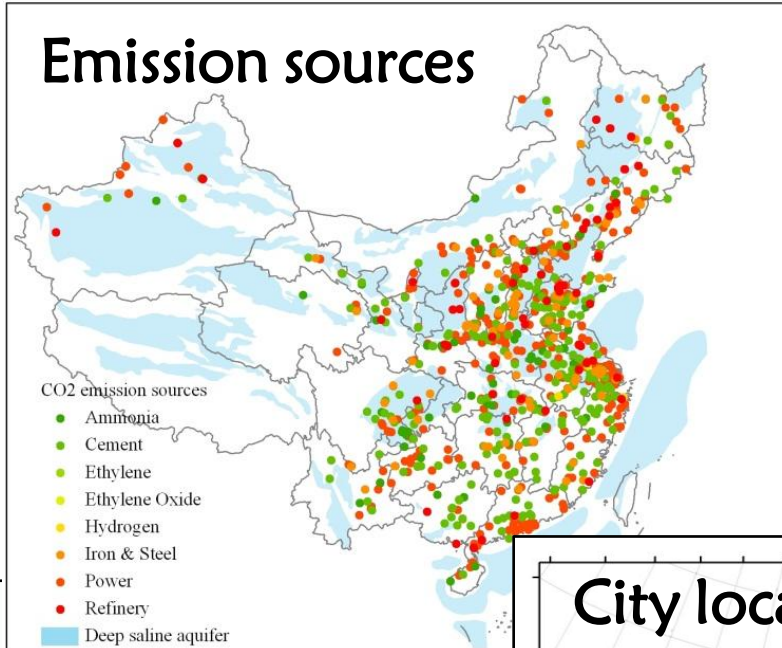 Emission sources
CO2 emission sources
Ammonia
Cement
Ethylene
Ethylene Oxide
Hydrogen
Iron & Steel
Power
Refinery
Deep saline aquifer
City loca